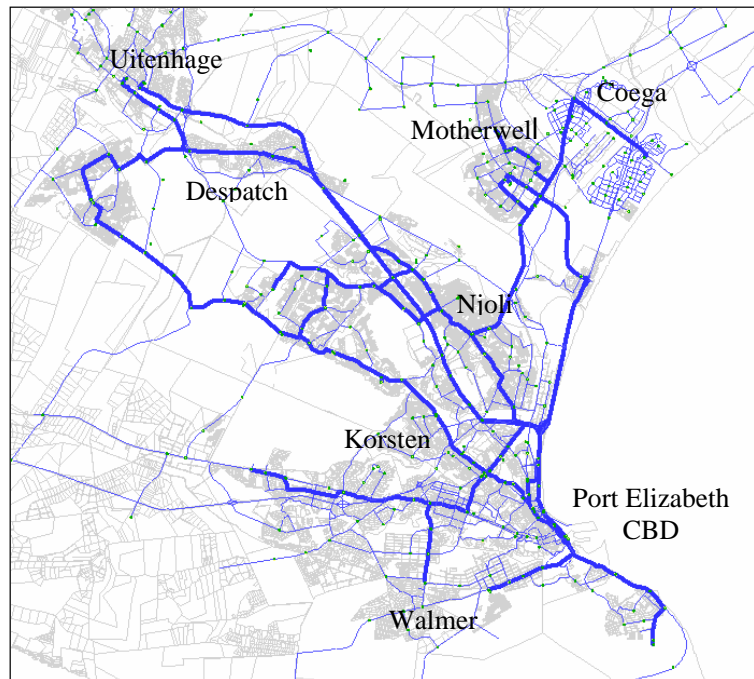 Uitenhage
Coega
Motherwell
Despatch
Njoli
Korsten
Port Elizabeth
CBD
Walmer